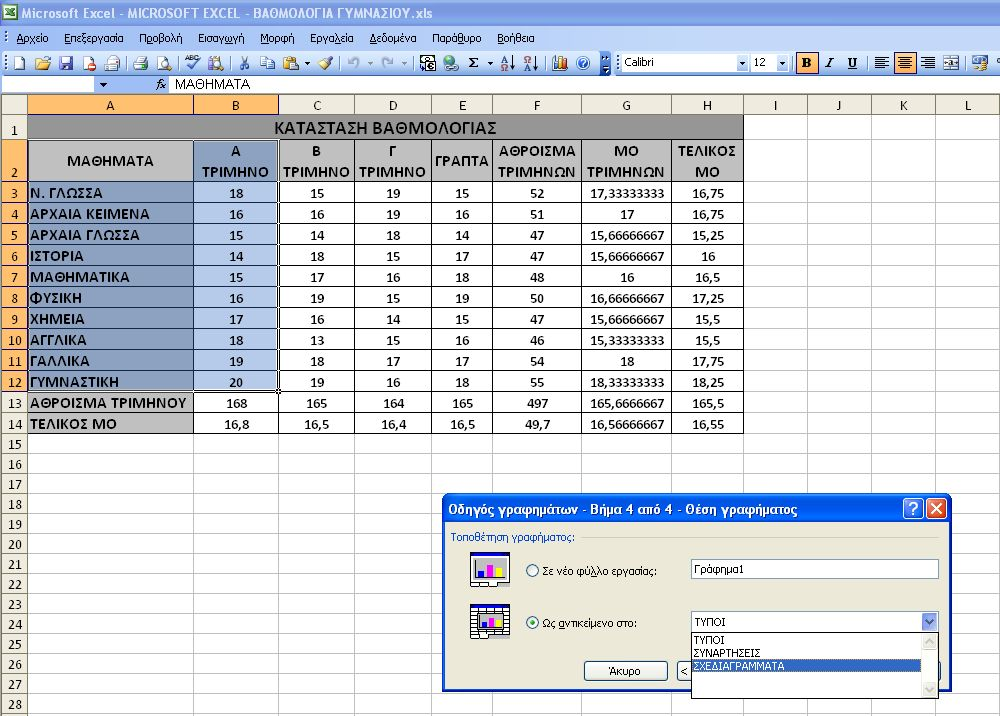 Microsoft Excel - MICROSOFT EXCEL - ΒΑΘΜΟΛΟΓΙΑ ΓΥΜΝΑΣΙΟΥ.xls
Αρχείο Επεξεργασία Προβολή Εισαγωγή Μορφή Εργαλεία Δεδομένα Παράθυρο Βοήθεια
Calibri 12 B I U
fx ΜΑΘΗΜΑΤΑ
A B C D E F G H I J K L
1 ΚΑΤΑΣΤΑΣΗ ΒΑΘΜΟΛΟΓΙΑΣ
Α Β Γ ΑΘΡΟΙΣΜΑ ΜΟ ΤΕΛΙΚΟΣ
ΜΑΘΗΜΑΤΑ ΓΡΑΠΤΑ
2 ΤΡΙΜΗΝΟ ΤΡΙΜΗΝΟ ΤΡΙΜΗΝΟ ΤΡΙΜΗΝΩΝ ΤΡΙΜΗΝΩΝ ΜΟ
3 Ν. ΓΛΩΣΣΑ 18 15 19 15 52 17,33333333 16,75
4 ΑΡΧΑΙΑ ΚΕΙΜΕΝΑ 16 16 19 16 51 17 16,75
5 ΑΡΧΑΙΑ ΓΛΩΣΣΑ 15 14 18 14 47 15,66666667 15,25
6 ΙΣΤΟΡΙΑ 14 18 15 17 47 15,66666667 16
7 ΜΑΘΗΜΑΤΙΚΑ 15 17 16 18 48 16 16,5
8 ΦΥΣΙΚΗ 16 19 15 19 50 16,66666667 17,25
9 ΧΗΜΕΙΑ 17 16 14 15 47 15,66666667 15,5
10 ΑΓΓΛΙΚΑ 18 13 15 16 46 15,33333333 15,5
11 ΓΑΛΛΙΚΑ 19 18 17 17 54 18 17,75
12 ΓΥΜΝΑΣΤΙΚΗ 20 19 16 18 55 18,33333333 18,25
13 ΑΘΡΟΙΣΜΑ ΤΡΙΜΗΝΟΥ 168 165 164 165 497 165,6666667 165,5
14 ΤΕΛΙΚΟΣ ΜΟ 16,8 16,5 16,4 16,5 49,7 16,56666667 16,55
15
16
17
18
19
20
21
22
23
24
25
26
27
28
Οδηγός γραφημάτων - Βήμα 4 από 4 - Θέση γραφήματος
Τοποθέτηση γραφήματος:
Σε νέο φύλλο εργασίας: Γράφημα1
Ως αντικείμενο στο: ΤΥΠΟΙ
ΤΥΠΟΙ
ΣΥΝΑΡΤΗΣΕΙΣ
ΣΧΕΔΙΑΓΡΑΜΜΑΤΑ
Άκυρο <